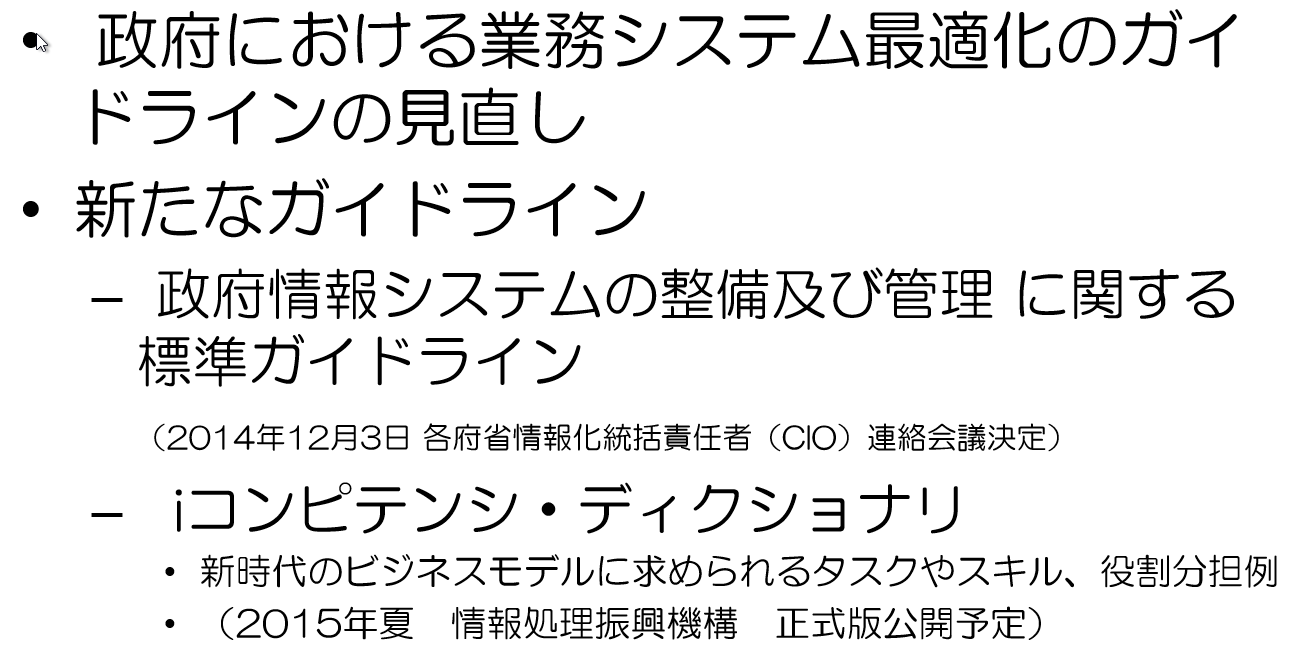 • 政府における業務システム最適化のガイ
ドラインの見直し
• 新たなガイドライン
– 政府情報システムの整備及び管理 に関する
標準ガイドライン
（2014年12月3日 各府省情報化統括責任者（CIO）連絡会議決定）
– iコンピテンシ・ディクショナリ
• 新時代のビジネスモデルに求められるタスクやスキル、役割分担例
• （2015年夏　情報処理振興機構　正式版公開予定）